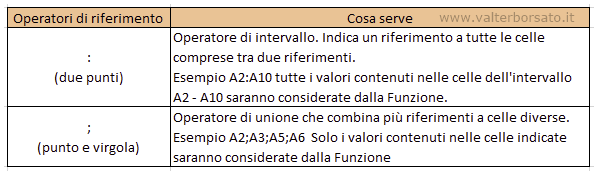 Operatori di riferimento
Cosa serve
www.valterborsato.it
:
(due punti)
Operatore di intervallo. Indica un riferimento a tutte le celle
comprese tra due riferimenti.
Esempio A2:A10 tutte i valori contenuti nelle celle dell'intervallo
A2 - A10 saranno considerate dalla Funzione.
;
(punto e virgola)
Operatore di unione che combina più riferimenti a celle diverse.
Esempio A2;A3;A5;A6 Solo i valori contenuti nelle celle indicate
saranno considerate dalla Funzione